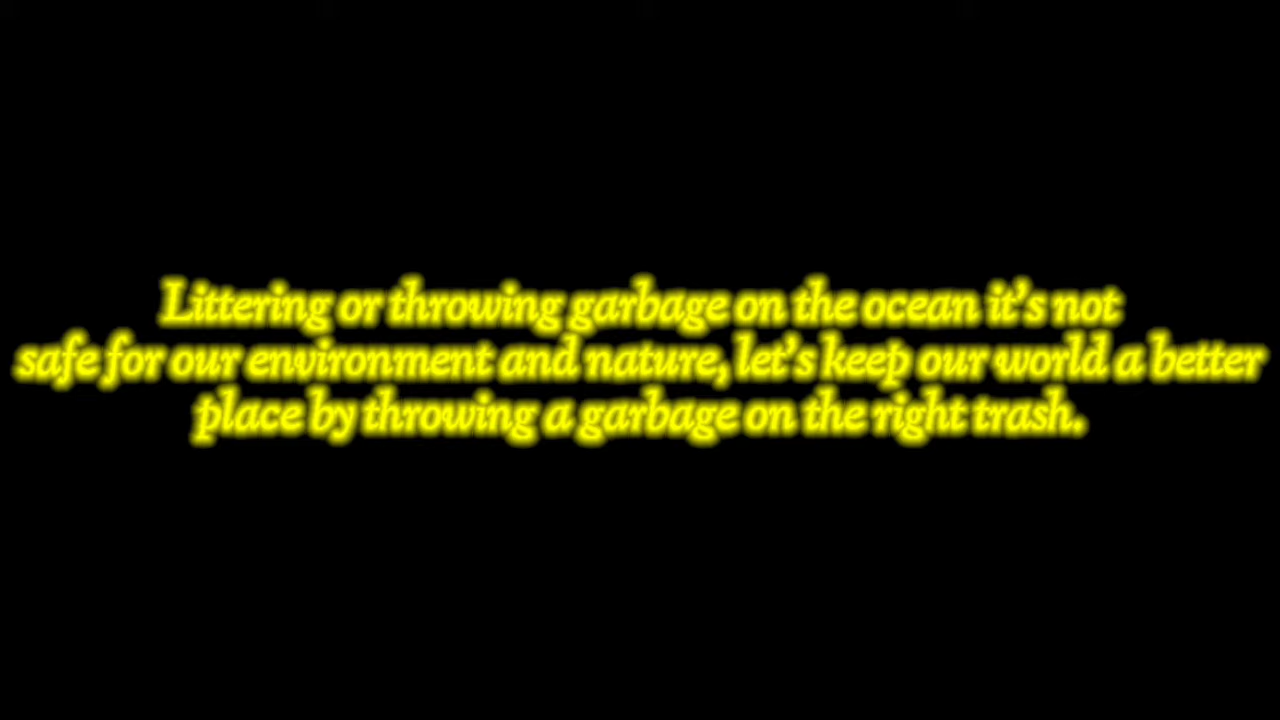 Littering or throwing garbage on the ocean it's not
safe for our environment and nature, let's keep our world a better
place by throwing a garbage on the right trash.